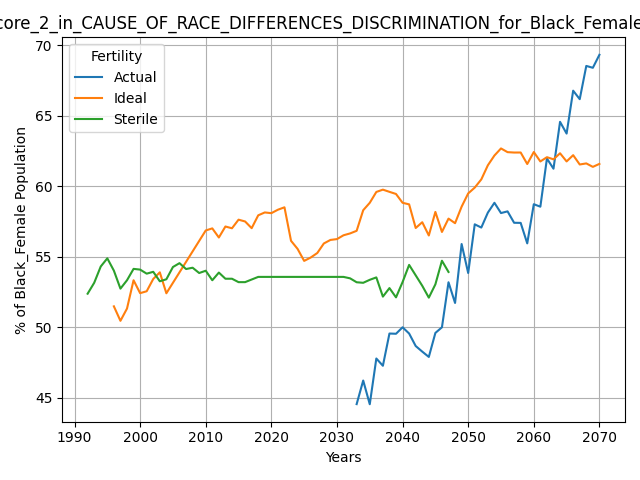 core_2_in_CAUSE_OF_RACE_DIFFERENCES_DISCRIMINATION_for_Black_Female
70
65
60
55
50
45
% of Black_Female Population
Fertility
Actual
Ideal
Sterile
1990
2000
2010
2020
2030
2040
2050
2060
2070
Years